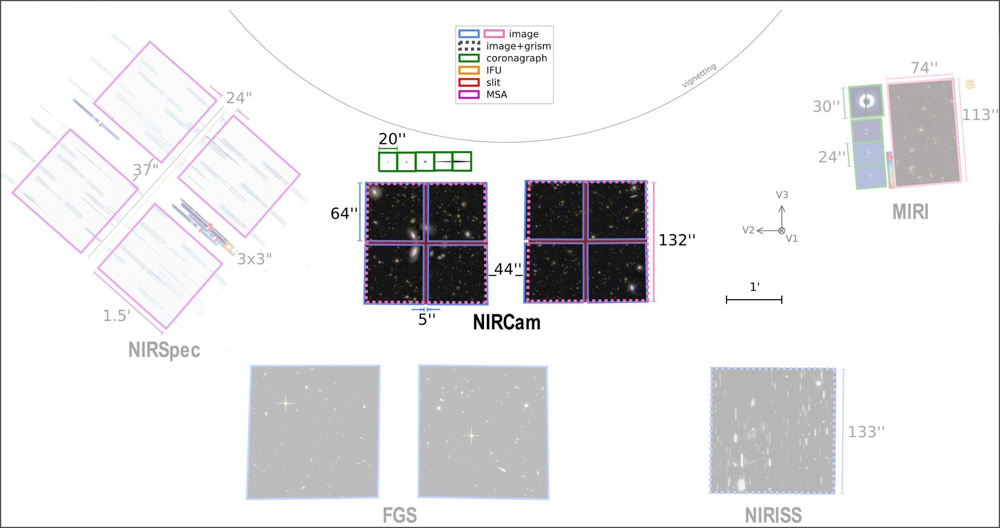 image
image+grism
coronagraph
IFU
slit
MSA
vignetting
74''
30''
113''
24''
MIRI
24"
37"
3x3"
1.5'
NIRSpec
20''
64''
132''
44''
5''
NIRCam
V3
V2
V1
1'
133''
FGS
NIRISS